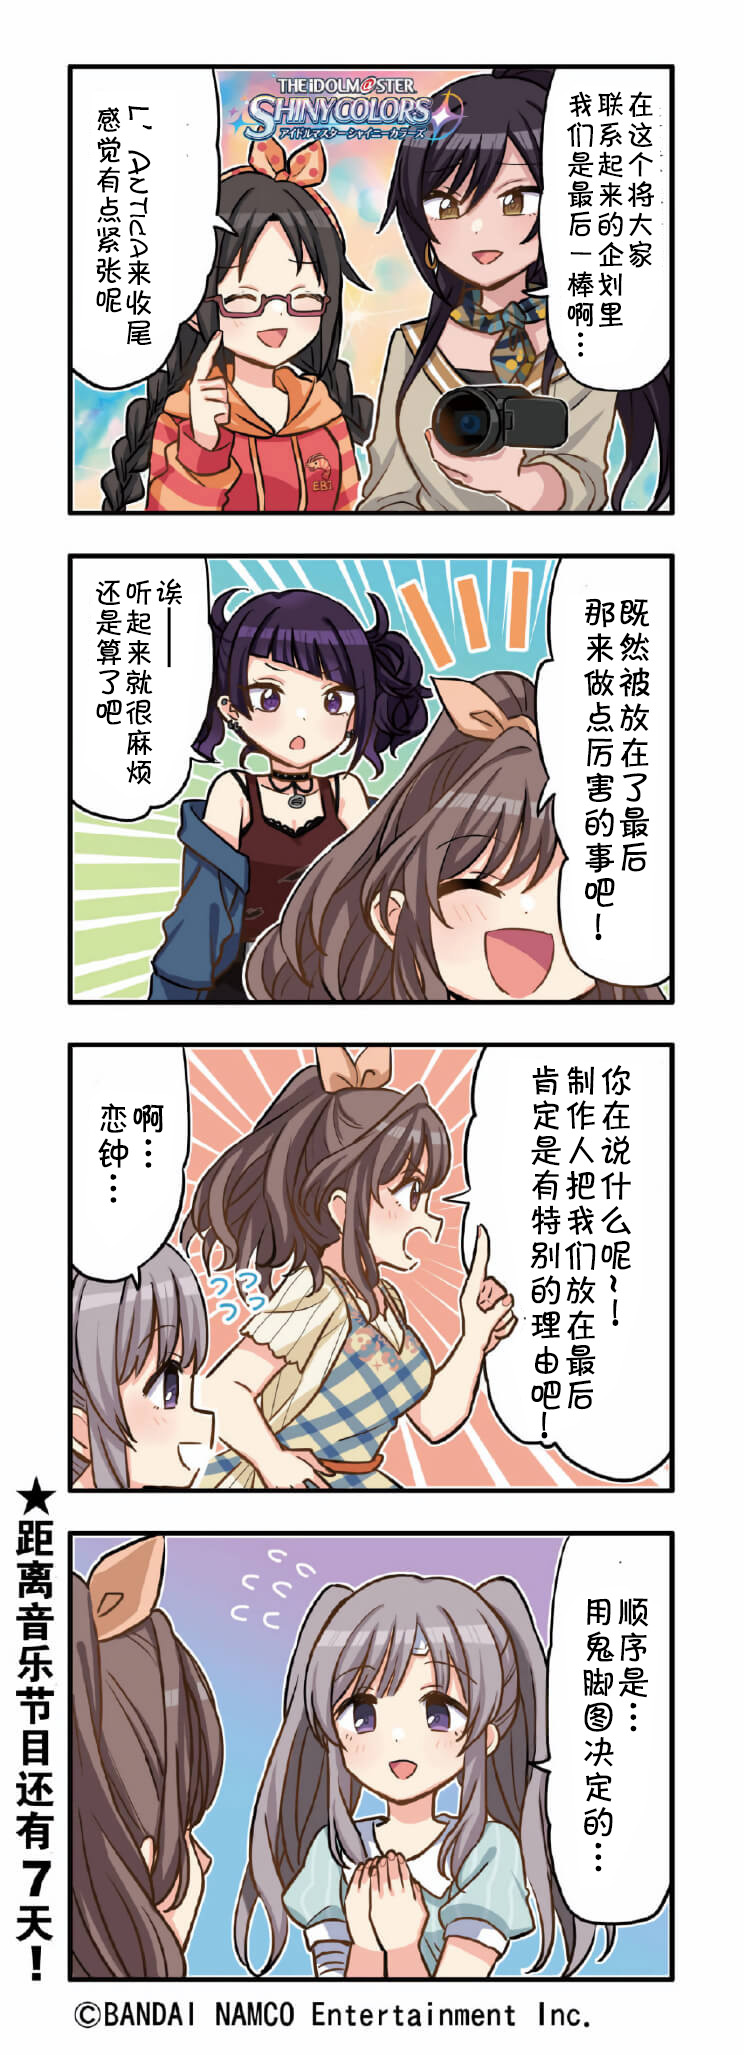 THE iDOLM@STER
SHINYCOLORS
アイドルマスターシャイニーカラーズ
在这个将大家
联系起来的企划里
我们是最后一棒啊…
L'ANTICA来收尾
感觉有点紧张呢
EBI
既然被放在了最后
那来做点厉害的事吧！
诶——
听起来就很麻烦
还是算了吧
你在说什么呢~！
制作人把我们放在最后
肯定是有特别的理由吧！
啊…
恋钟…
っっ
っっ
顺序是…
用鬼脚图决定的…
★距离音乐节目还有7天！
©BANDAI NAMCO Entertainment Inc.